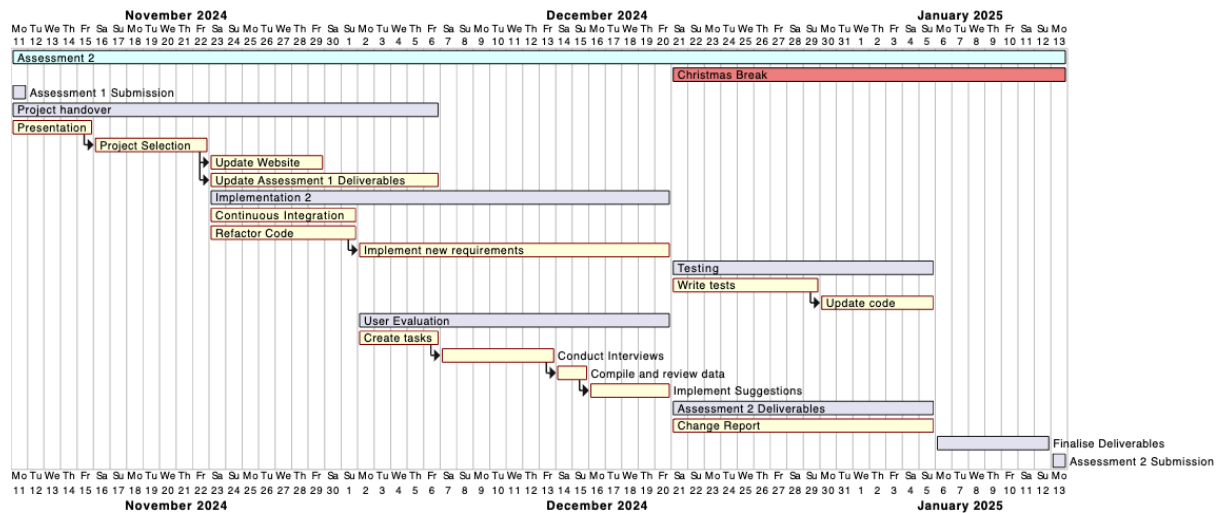 November 2024 December 2024 January 2025
Mo Tu We Th Fr Sa Su Mo Tu We Th Fr Sa Su Mo Tu We Th Fr Sa Su Mo Tu We Th Fr Sa Su Mo Tu We Th Fr Sa Su Mo Tu We Th Fr Sa Su Mo Tu We Th Fr Sa Su Mo Tu We Th Fr Sa Su Mo Tu We Th Fr Sa Su Mo
11 12 13 14 15 16 17 18 19 20 21 22 23 24 25 26 27 28 29 30 1 2 3 4 5 6 7 8 9 10 11 12 13 14 15 16 17 18 19 20 21 22 23 24 25 26 27 28 29 30 31 1 2 3 4 5 6 7 8 9 10 11 12 13
Assessment 2
Christmas Break
Assessment 1 Submission
Project handover
Presentation
Project Selection
Update Website
Update Assessment 1 Deliverables
Implementation 2
Continuous Integration
Refactor Code
Implement new requirements
Testing
Write tests
Update code
User Evaluation
Create tasks
Conduct Interviews
Compile and review data
Implement Suggestions
Assessment 2 Deliverables
Change Report
Finalise Deliverables
Assessment 2 Submission
Mo Tu We Th Fr Sa Su Mo Tu We Th Fr Sa Su Mo Tu We Th Fr Sa Su Mo Tu We Th Fr Sa Su Mo Tu We Th Fr Sa Su Mo Tu We Th Fr Sa Su Mo Tu We Th Fr Sa Su Mo Tu We Th Fr Sa Su Mo Tu We Th Fr Sa Su Mo
11 12 13 14 15 16 17 18 19 20 21 22 23 24 25 26 27 28 29 30 1 2 3 4 5 6 7 8 9 10 11 12 13 14 15 16 17 18 19 20 21 22 23 24 25 26 27 28 29 30 31 1 2 3 4 5 6 7 8 9 10 11 12 13
November 2024 December 2024 January 2025